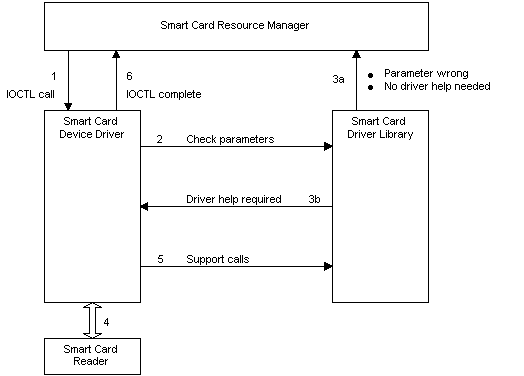 Smart Card Resource Manager
1
6
3a
Parameter wrong
No driver help needed
IOCTL call
IOCTL complete
Smart Card
Device Driver
Smart Card
Driver Library
2 Check parameters
Driver help required 3b
5 Support calls
4
Smart Card
Reader